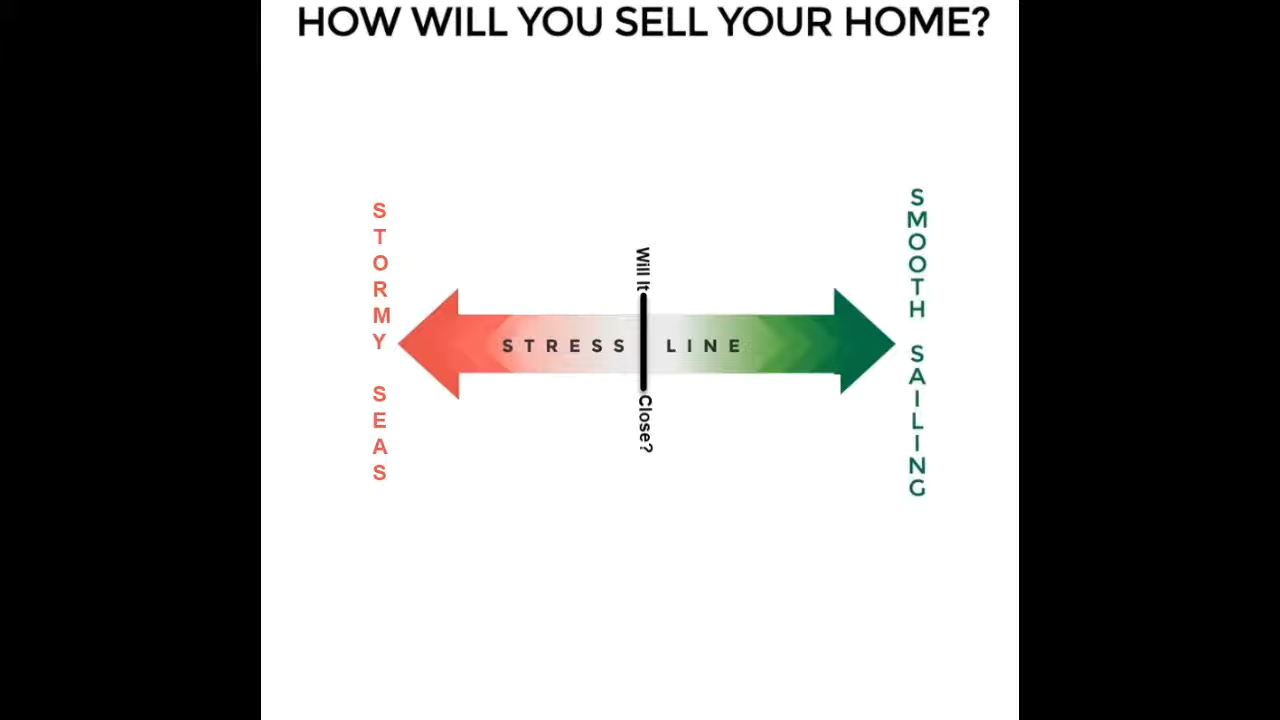 HOW WILL YOU SELL YOUR HOME?
STORMY SEAS
Will It
STRESS LINE
Close?
SMOOTH SAILING